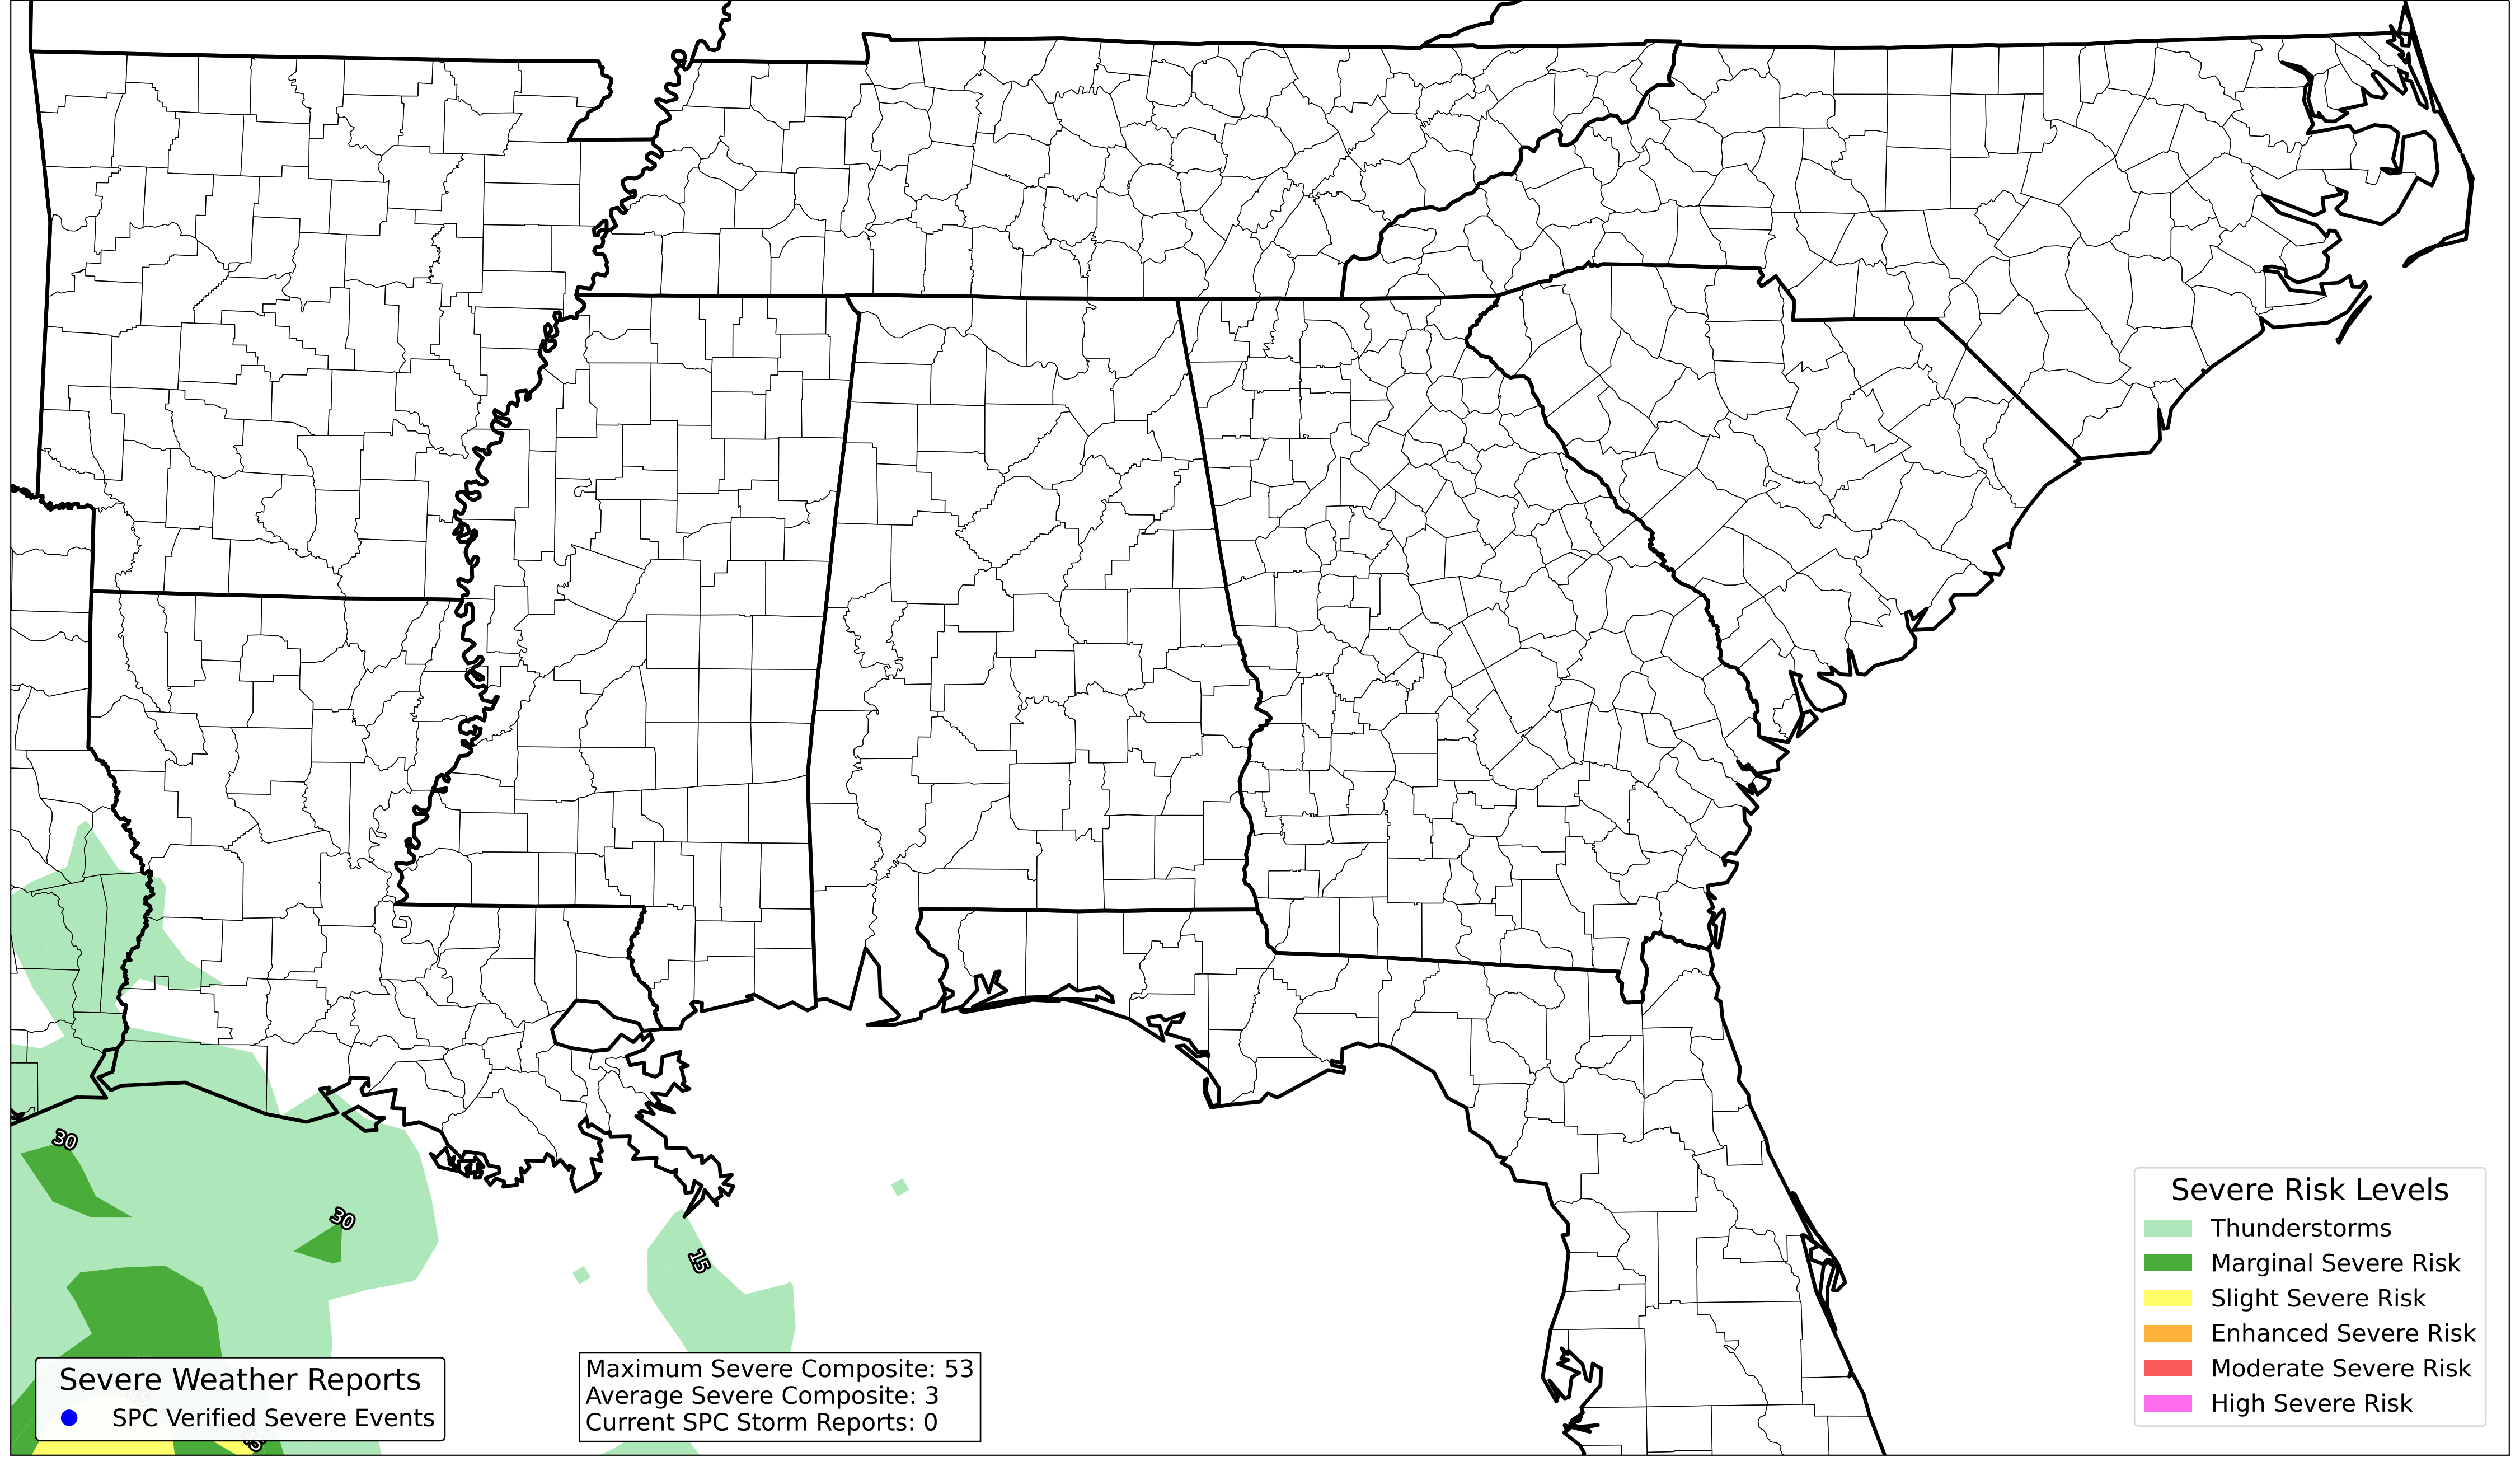 30
30
15
Severe Weather Reports
SPC Verified Severe Events
Maximum Severe Composite: 53
Average Severe Composite: 3
Current SPC Storm Reports: 0
Severe Risk Levels
Thunderstorms
Marginal Severe Risk
Slight Severe Risk
Enhanced Severe Risk
Moderate Severe Risk
High Severe Risk